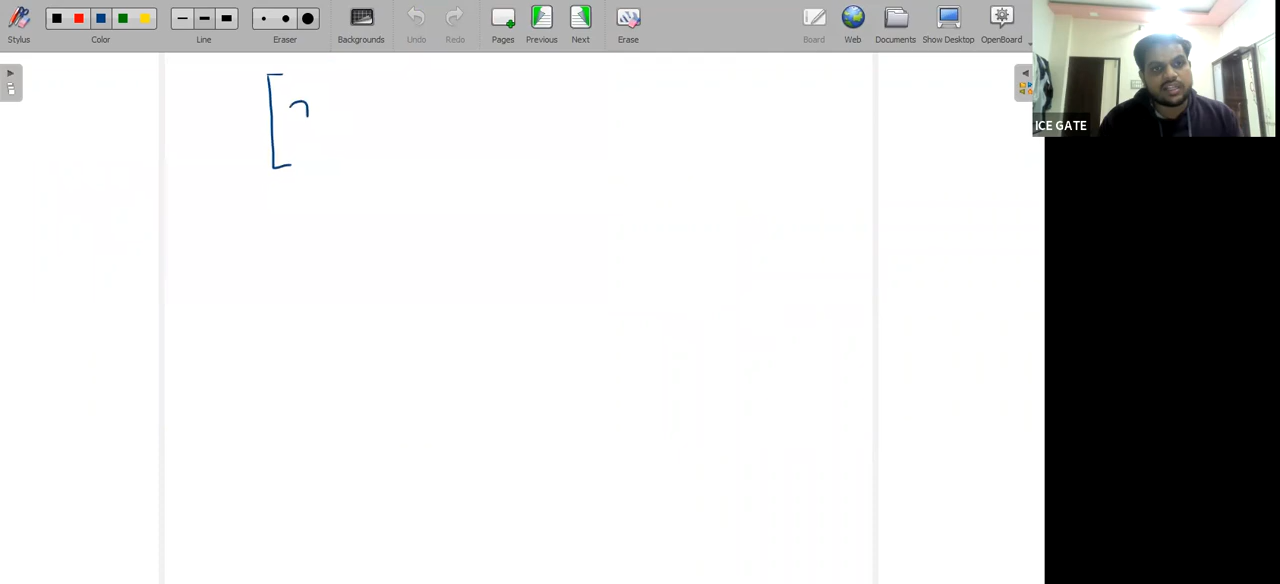 Stylus Color Line Eraser Backgrounds Undo Redo Pages Previous Next Erase Board Web Documents Show Desktop OpenBoard
ICE GATE
[